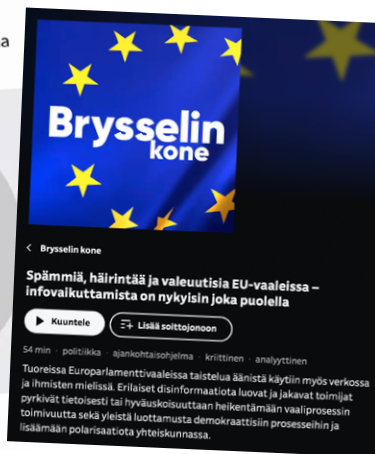 a
Brysselin
kone
Brysselin kone
Spämmiä, häirintää ja valeuutisia EU-vaaleissa –
infovaikuttamista on nykyisin joka puolella
Kuuntele
Lisää soittojonoon
54 min · politiikka · ajankohtaisohjelma · kriittinen · analyyttinen
Tuoreissa Europarlamenttivaaleissa taistelua äänistä käytiin myös verkossa
ja ihmisten mielissä. Erilaiset disinformaatiota luovat ja jakavat toimijat
pyrkivät tietoisesti tai hyväuskoisuuttaan heikentämään vaaliprosessin
toimivuutta sekä yleistä luottamusta demokraattisiin prosesseihin ja
lisäämään polarisaatiota yhteiskunnassa.